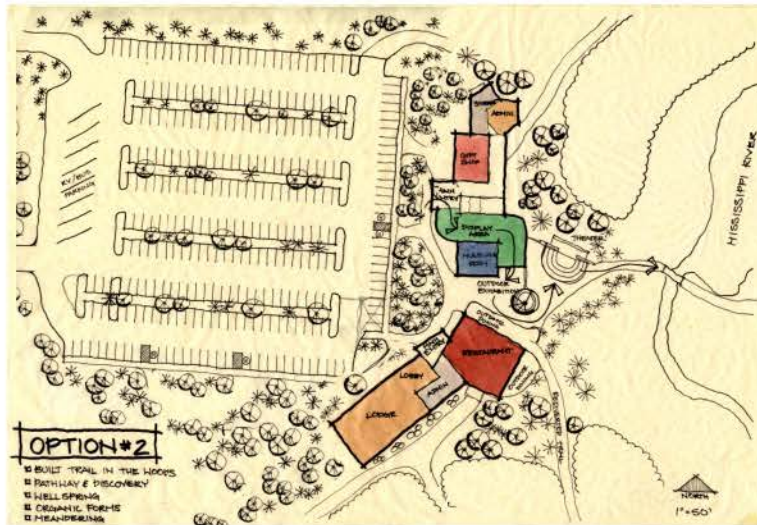 ADMIN
GIFT
SHOP
MAIN
ENTRY
DISPLAY
AREA
THEATER
MISSISSIPPI RIVER
RV/BUS
PARKING
OUTDOOR
EXHIBITION
RESTAURANT
LOBBY
ADMIN
LODGE
OPTION #2
BUILT TRAIL IN THE WOODS
PATHWAY & DISCOVERY
WELLSPRING
ORGANIC FORMS
MEANDERING
NORTH
1"=50'